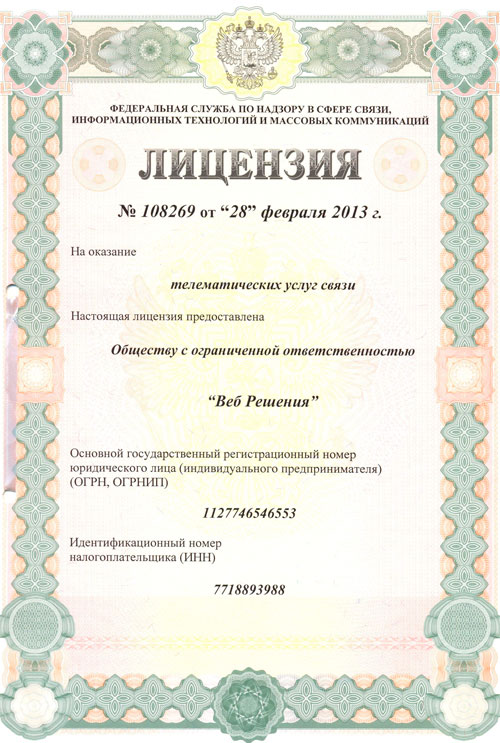 ФЕДЕРАЛЬНАЯ СЛУЖБА ПО НАДЗОРУ В СФЕРЕ СВЯЗИ,
ИНФОРМАЦИОННЫХ ТЕХНОЛОГИЙ И МАССОВЫХ КОММУНИКАЦИЙ
ЛИЦЕНЗИЯ
№ 108269 от “28” февраля 2013 г.
На оказание
телематических услуг связи
Настоящая лицензия предоставлена
Обществу с ограниченной ответственностью
“Веб Решения”
Основной государственный регистрационный номер
юридического лица (индивидуального предпринимателя)
(ОГРН, ОГРНИП)
1127746546553
Идентификационный номер
налогоплательщика (ИНН)
7718893988